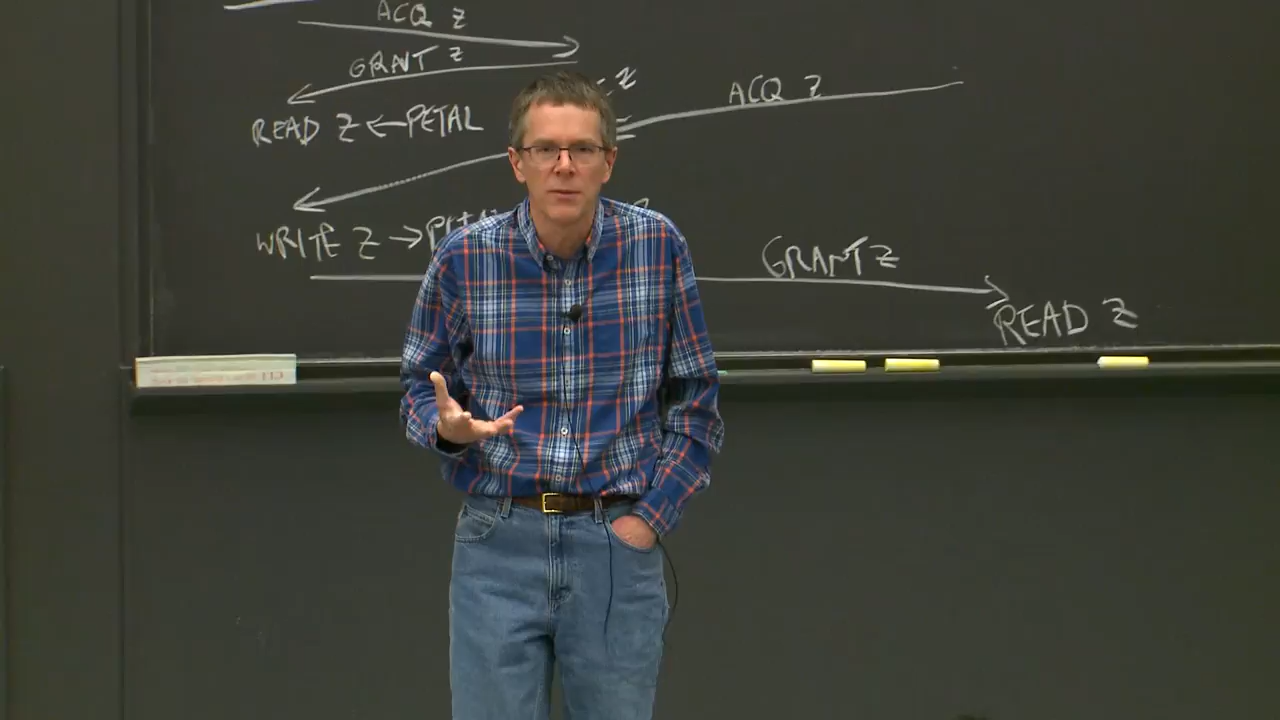 ACQ Z
GRANT Z
ACQ Z
READ Z ← PETAL
WRITE Z →
GRANT Z
READ Z